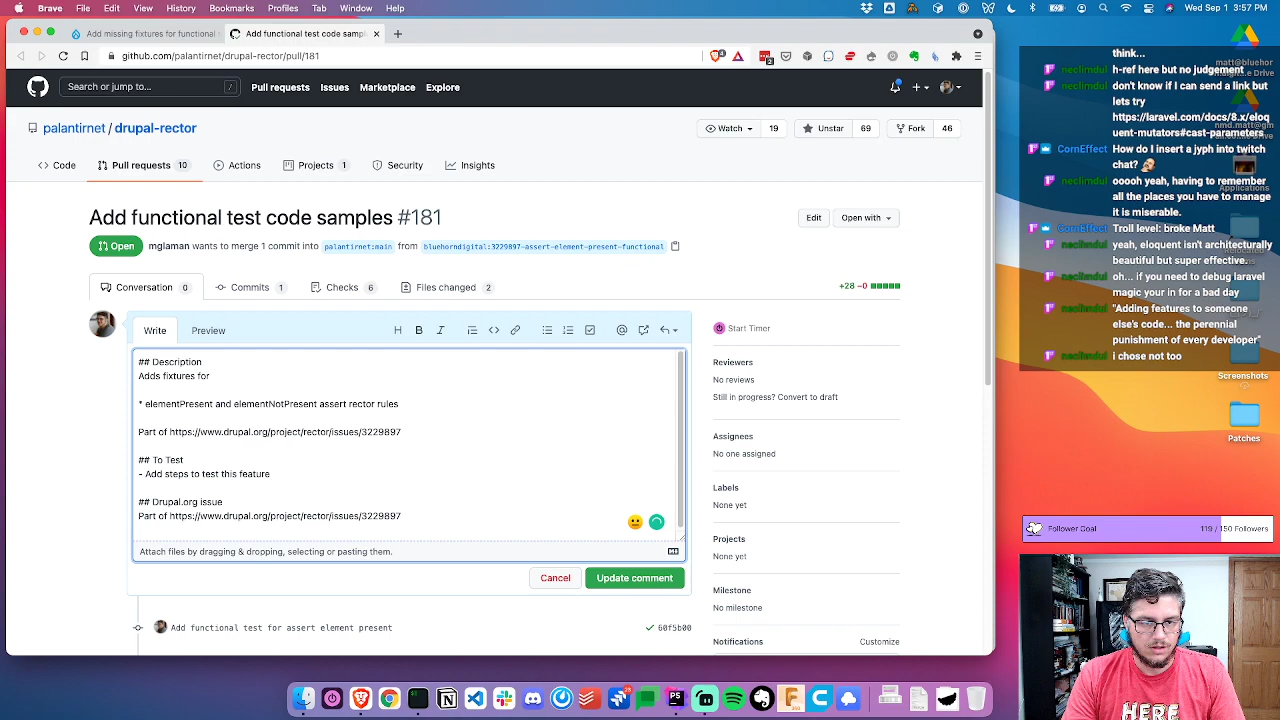 File Edit View History Bookmarks Profiles Tab Window Help
Wed Sep 1 3:57 PM
Add missing fixtures for functional
Add functional test code sampl
github.com/palantirnet/drupal-rector/pull/181
Search or jump to... /
Pull requests Issues Marketplace Explore
palantirnet / drupal-rector
Watch 19 Unstar 69 Fork 46
Code Pull requests 10 Actions Projects 1 Security Insights
Add functional test code samples #181
Edit Open with
Open mglaman wants to merge 1 commit into palantirnet:main from bluehorndigital:3229897-assert-element-present-functional
Conversation 0 Commits 1 Checks 6 Files changed 2
+28 −0
Write Preview
## Description
Adds fixtures for
* elementPresent and elementNotPresent assert rector rules
Part of https://www.drupal.org/project/rector/issues/3229897
## To Test
- Add steps to test this feature
## Drupal.org issue
Part of https://www.drupal.org/project/rector/issues/3229897
Attach files by dragging & dropping, selecting or pasting them.
Cancel Update comment
Add functional test for assert element present 60f5b00
Start Timer
Reviewers
No reviews
Still in progress? Convert to draft
Assignees
No one assigned
Labels
None yet
Projects
None yet
Milestone
No milestone
Notifications Customize
think...
neclimdul h-ref here but no judgement
neclimdul don't know if I can send a link but
lets try
https://laravel.com/docs/8.x/eloq
uent-mutators#cast-parameters
CornEffect How do I insert a jyph into twitch
chat?
neclimdul ooooh yeah, having to remember
all the places you have to manage
it is miserable.
CornEffect Troll level: broke Matt
neclimdul yeah, eloquent isn't architecturally
beautiful but super effective.
neclimdul oh... if you need to debug laravel
magic your in for a bad day
neclimdul "Adding features to someone
else's code... the perennial
punishment of every developer"
neclimdul i chose not too
Applications
Screenshots
Patches
Follower Goal 119 / 150 Followers
HERE